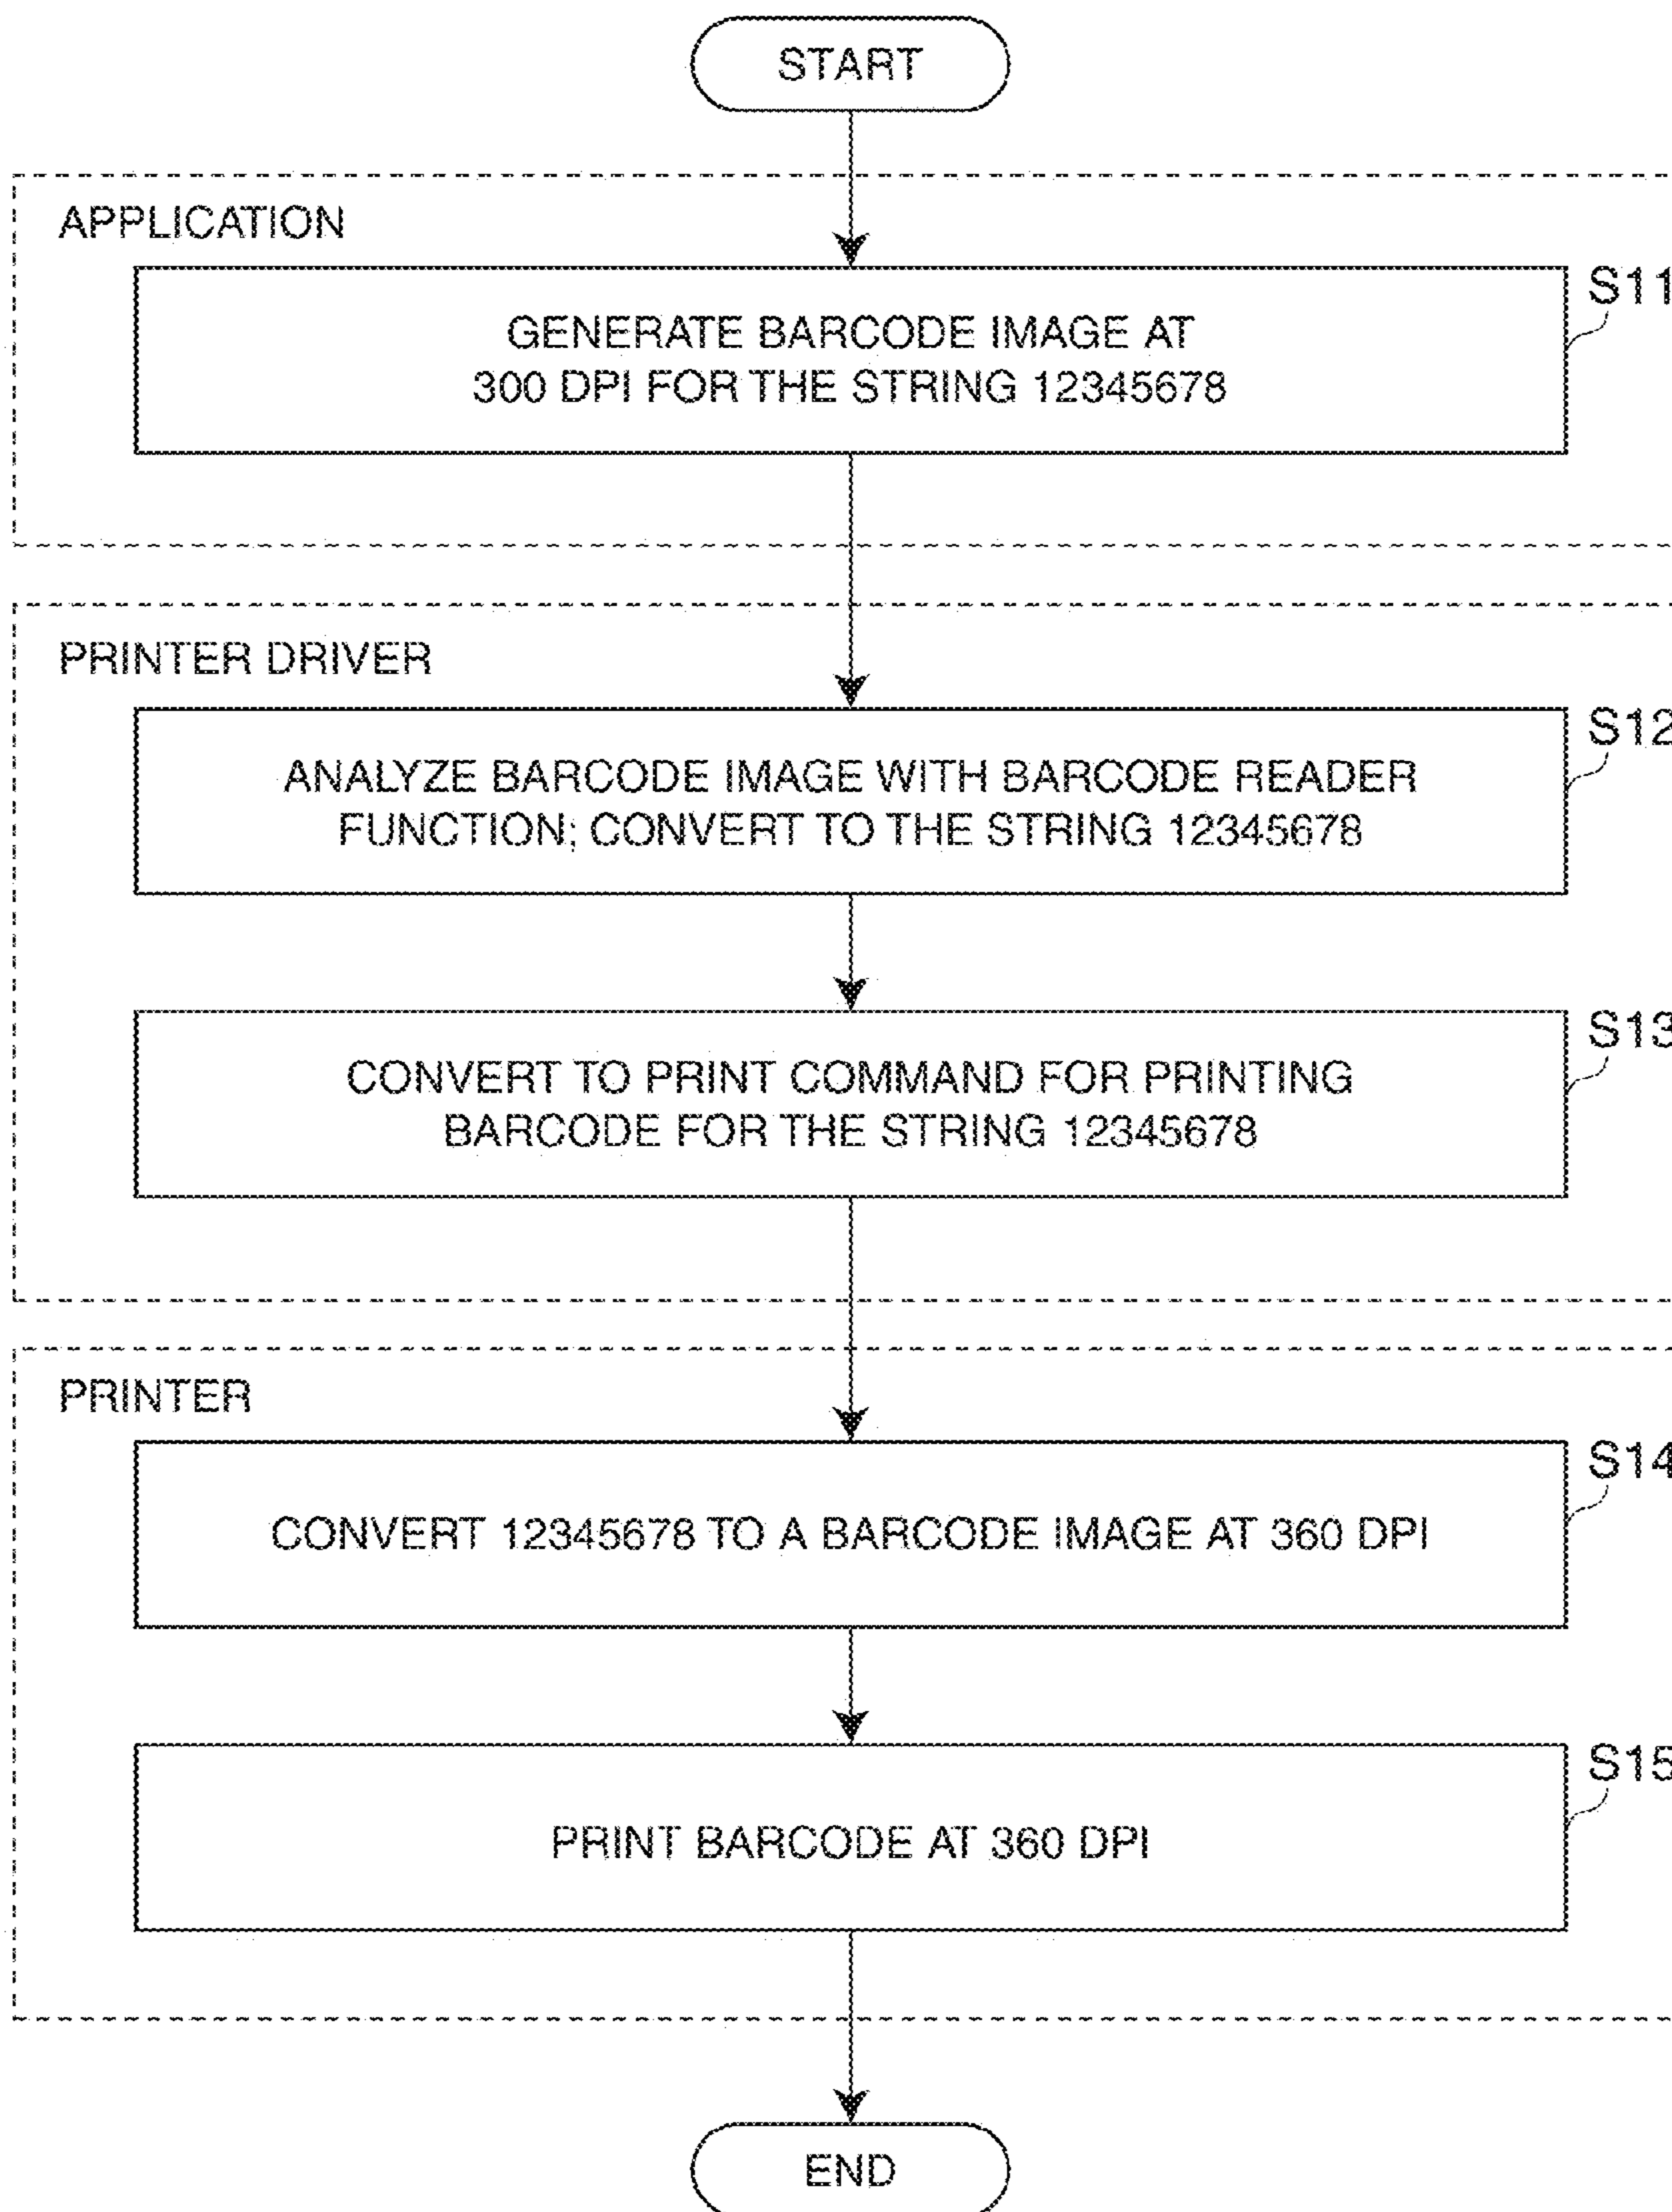 START
APPLICATION
S11
GENERATE BARCODE IMAGE AT
300 DPI FOR THE STRING 12345678
PRINTER DRIVER
S12
ANALYZE BARCODE IMAGE WITH BARCODE READER
FUNCTION; CONVERT TO THE STRING 12345678
S13
CONVERT TO PRINT COMMAND FOR PRINTING
BARCODE FOR THE STRING 12345678
PRINTER
S14
CONVERT 12345678 TO A BARCODE IMAGE AT 360 DPI
S15
PRINT BARCODE AT 360 DPI
END